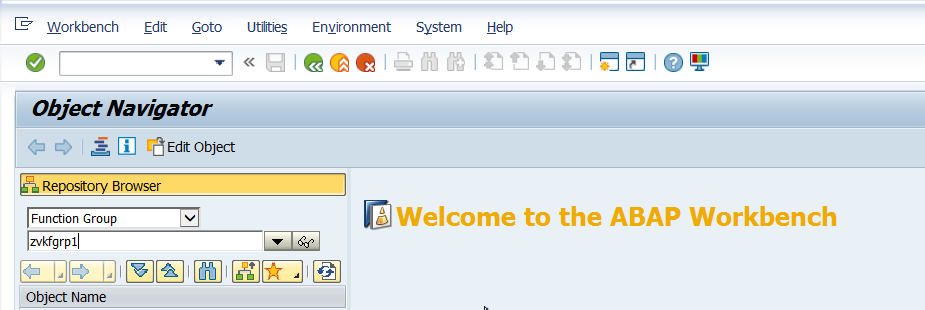 Workbench Edit Goto Utilities Environment System Help
Object Navigator
Edit Object
Repository Browser
Function Group
zvkfgrp1
Welcome to the ABAP Workbench
Object Name